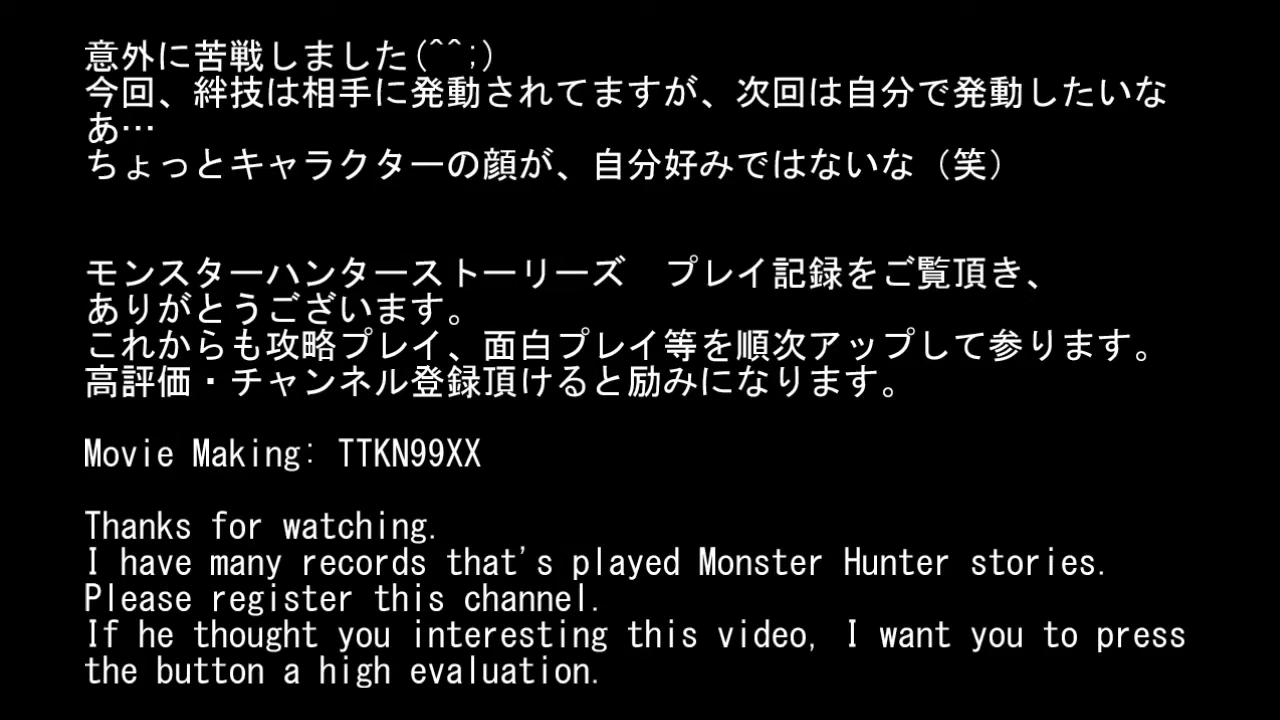 意外に苦戦しました(^^;)
今回、絆技は相手に発動されてますが、次回は自分で発動したいな
あ…
ちょっとキャラクターの顔が、自分好みではないな（笑）
モンスターハンターストーリーズ　プレイ記録をご覧頂き、
ありがとうございます。
これからも攻略プレイ、面白プレイ等を順次アップして参ります。
高評価・チャンネル登録頂けると励みになります。
Movie Making: TTKN99XX
Thanks for watching.
I have many records that's played Monster Hunter stories.
Please register this channel.
If he thought you interesting this video, I want you to press
the button a high evaluation.